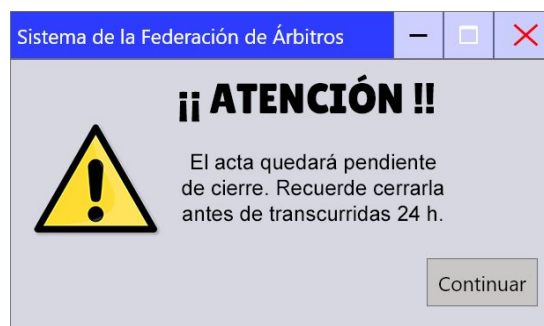 Sistema de la Federación de Árbitros
¡¡ ATENCIÓN !!
El acta quedará pendiente
de cierre. Recuerde cerrarla
antes de transcurridas 24 h.
Continuar